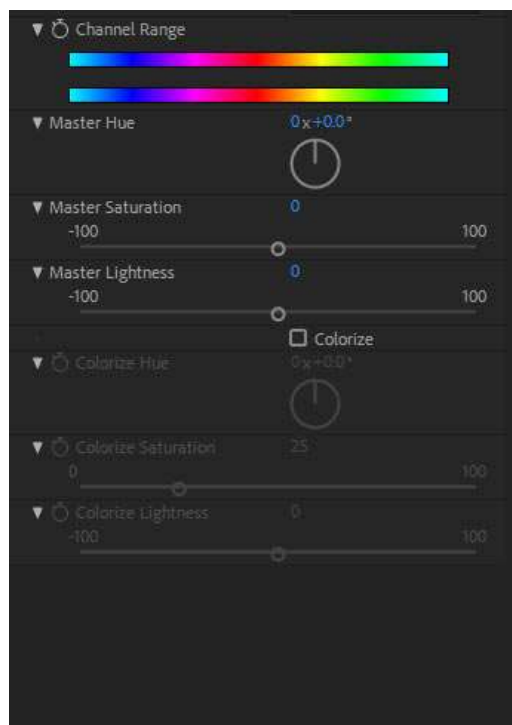 Channel Range
Master Hue 0x+0.0°
Master Saturation 0
-100 100
Master Lightness 0
-100 100
Colorize
Colorize Hue 0x+0.0°
Colorize Saturation 25
0 100
Colorize Lightness 0
-100 100